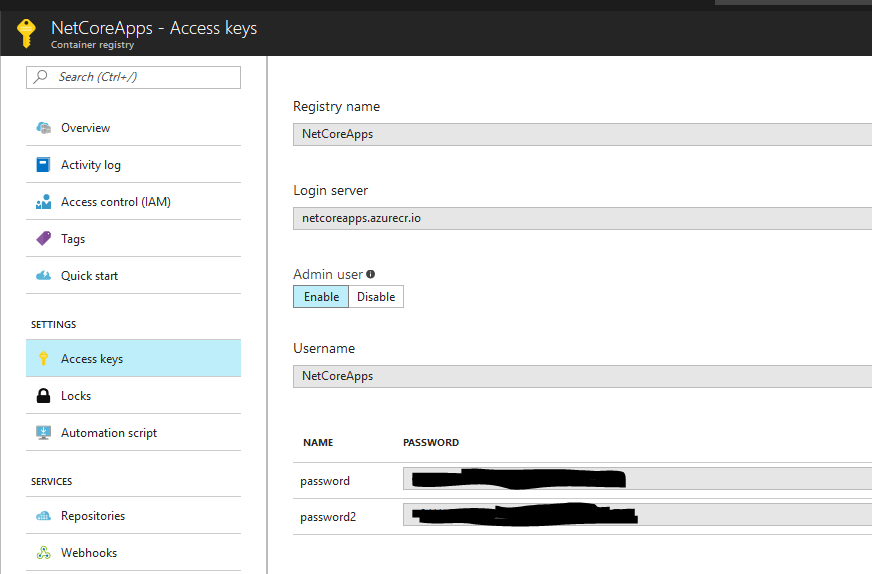 NetCoreApps - Access keys
Container registry
Search (Ctrl+/)
Overview
Activity log
Access control (IAM)
Tags
Quick start
SETTINGS
Access keys
Locks
Automation script
SERVICES
Repositories
Webhooks
Registry name
NetCoreApps
Login server
netcoreapps.azurecr.io
Admin user
Enable Disable
Username
NetCoreApps
NAME PASSWORD
password
password2